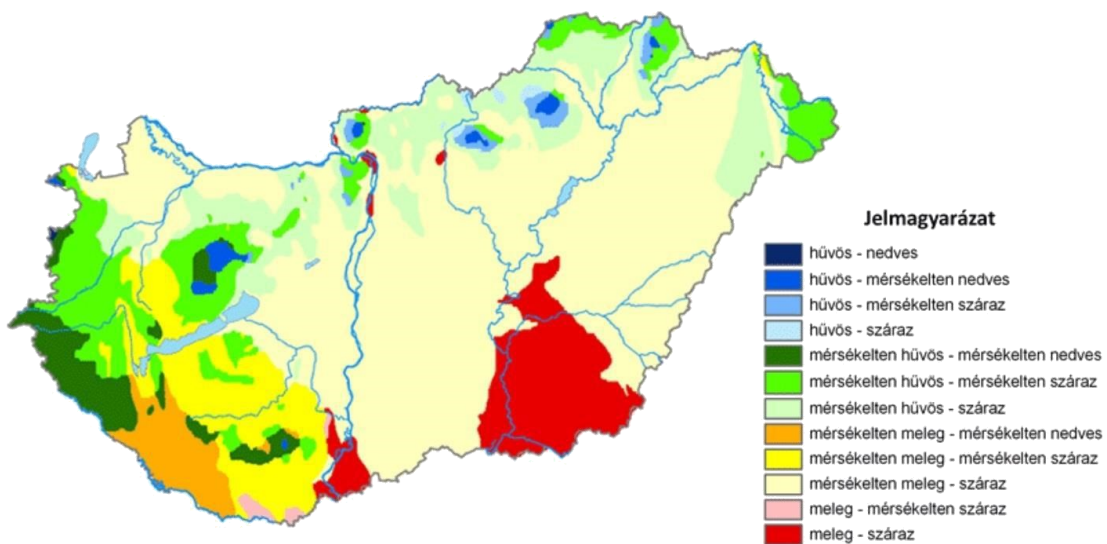 Jelmagyarázat
hűvös - nedves
hűvös - mérsékelten nedves
hűvös - mérsékelten száraz
hűvös - száraz
mérsékelten hűvös - mérsékelten nedves
mérsékelten hűvös - mérsékelten száraz
mérsékelten hűvös - száraz
mérsékelten meleg - mérsékelten nedves
mérsékelten meleg - mérsékelten száraz
mérsékelten meleg - száraz
meleg - mérsékelten száraz
meleg - száraz